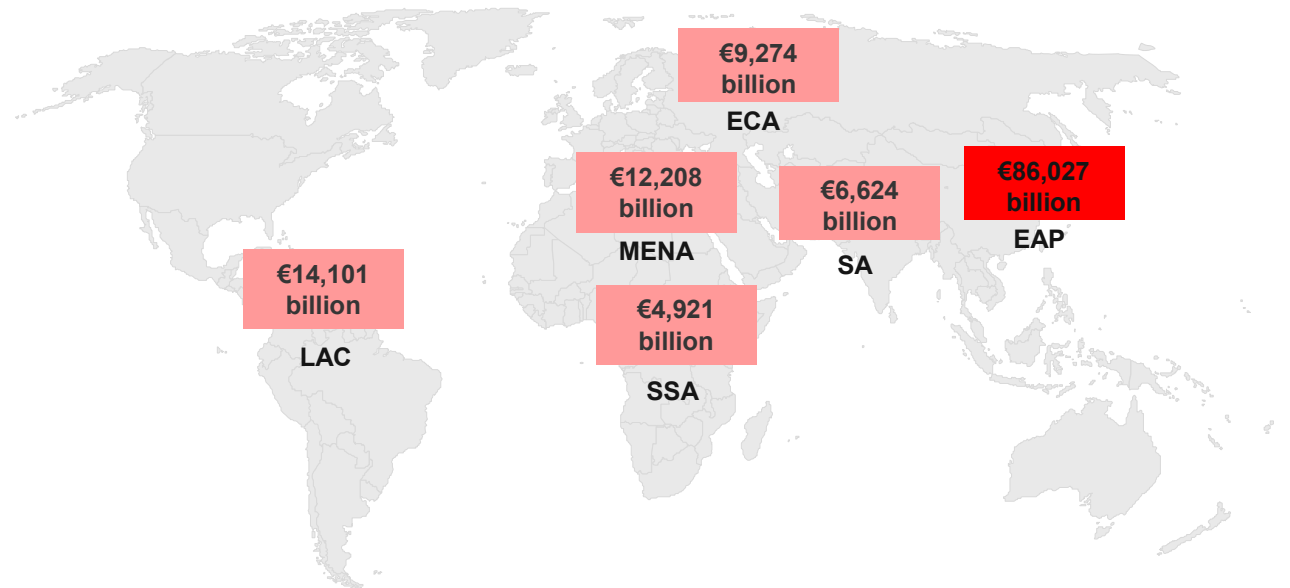 €9,274
billion
ECA
€12,208
billion
MENA
€6,624
billion
SA
€86,027
billion
EAP
€14,101
billion
LAC
€4,921
billion
SSA